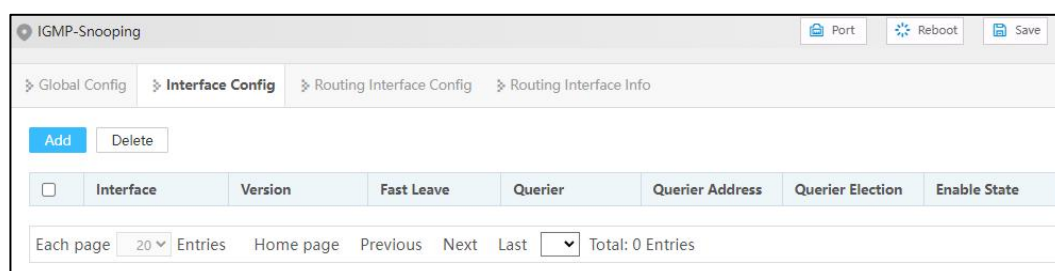 IGMP-Snooping Port Reboot Save
Global Config Interface Config Routing Interface Config Routing Interface Info
Add Delete
Interface Version Fast Leave Querier Querier Address Querier Election Enable State
Each page 20 Entries Home page Previous Next Last Total: 0 Entries